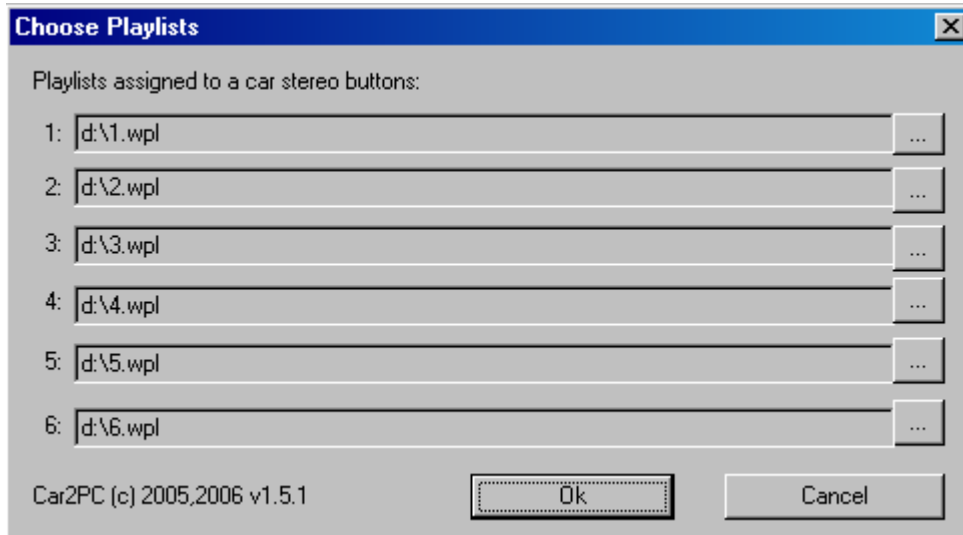 Choose Playlists
Playlists assigned to a car stereo buttons:
1: d:\1.wpl ...
2: d:\2.wpl ...
3: d:\3.wpl ...
4: d:\4.wpl ...
5: d:\5.wpl ...
6: d:\6.wpl ...
Car2PC (c) 2005,2006 v1.5.1 Ok Cancel